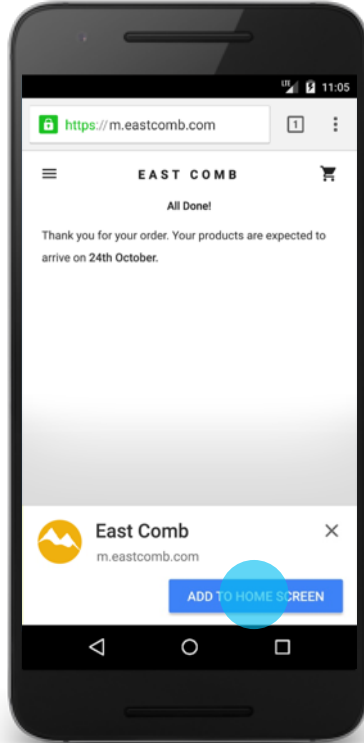 LTE 11:05
https://m.eastcomb.com 1
EAST COMB
All Done!
Thank you for your order. Your products are expected to
arrive on 24th October.
East Comb
m.eastcomb.com
ADD TO HOME SCREEN